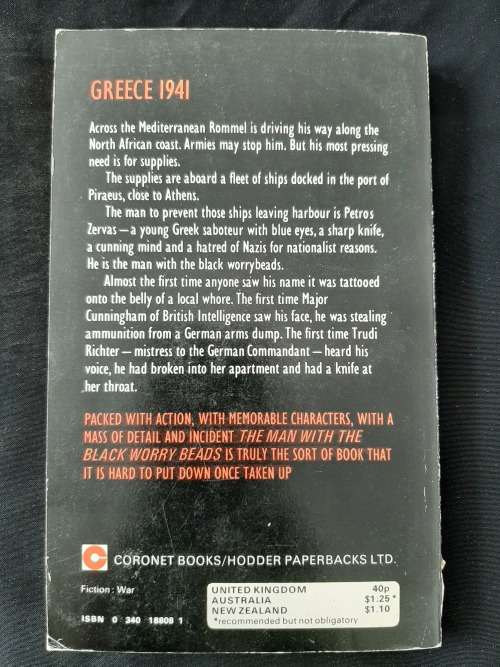 GREECE 1941
Across the Mediterranean Rommel is driving his way along the
North African coast. Armies may stop him. But his most pressing
need is for supplies.
The supplies are aboard a fleet of ships docked in the port of
Piraeus, close to Athens.
The man to prevent those ships leaving harbour is Petros
Zervas — a young Greek saboteur with blue eyes, a sharp knife,
a cunning mind and a hatred of Nazis for nationalist reasons.
He is the man with the black worrybeads.
Almost the first time anyone saw his name it was tattooed
onto the belly of a local whore. The first time Major
Cunningham of British Intelligence saw his face, he was stealing
ammunition from a German arms dump. The first time Trudi
Richter — mistress to the German Commandant — heard his
voice, he had broken into her apartment and had a knife at
her throat.
PACKED WITH ACTION, WITH MEMORABLE CHARACTERS, WITH A
MASS OF DETAIL AND INCIDENT THE MAN WITH THE
BLACK WORRY BEADS IS TRULY THE SORT OF BOOK THAT
IT IS HARD TO PUT DOWN ONCE TAKEN UP
CORONET BOOKS/HODDER PAPERBACKS LTD.
Fiction: War
ISBN 0 340 18808 1
UNITED KINGDOM 40p
AUSTRALIA $1.25*
NEW ZEALAND $1.10
*recommended but not obligatory